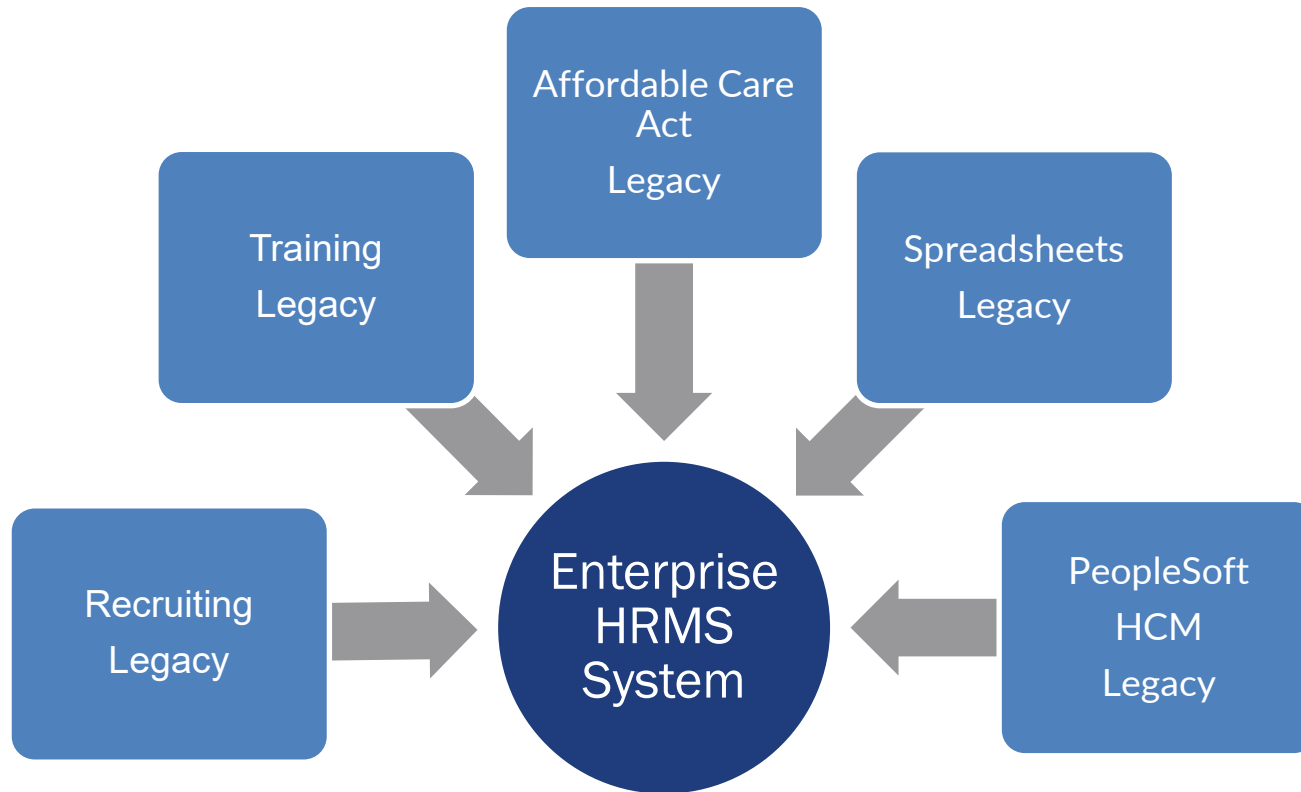 Affordable Care
Act
Legacy
Training
Legacy
Spreadsheets
Legacy
Recruiting
Legacy
Enterprise
HRMS
System
PeopleSoft
HCM
Legacy